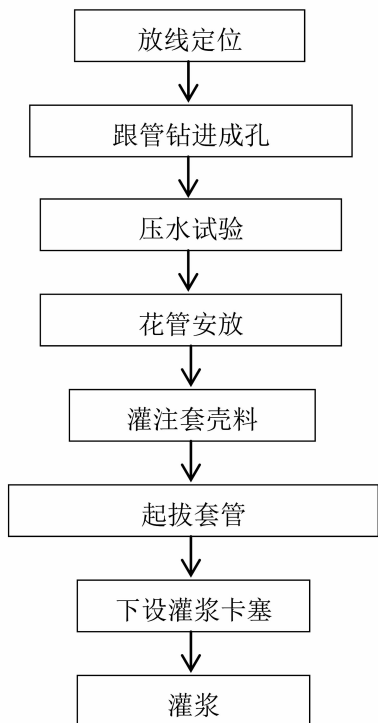 放线定位
跟管钻进成孔
压水试验
花管安放
灌注套壳料
起拔套管
下设灌浆卡塞
灌浆